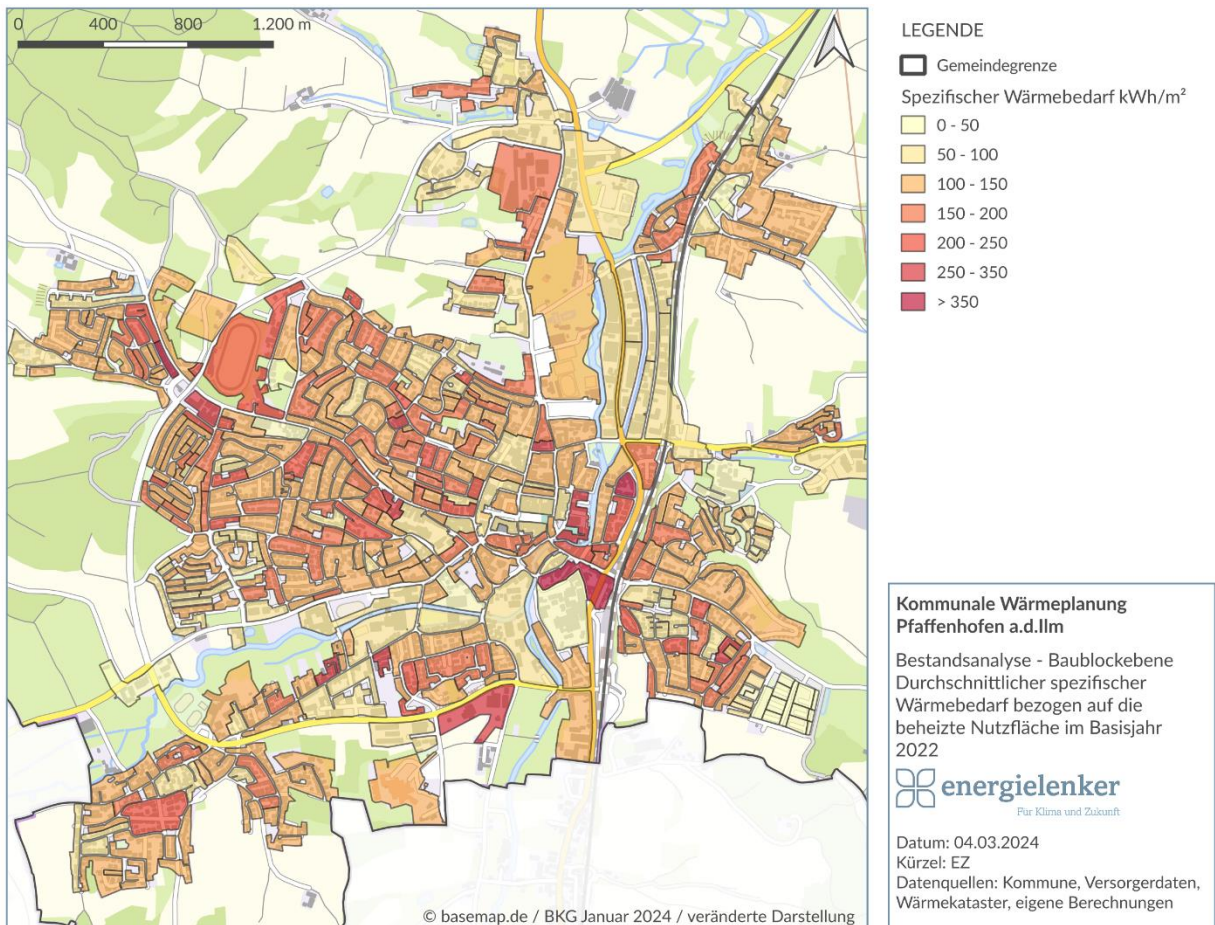 0 400 800 1.200 m
LEGENDE
Gemeindegrenze
Spezifischer Wärmebedarf kWh/m²
0 - 50
50 - 100
100 - 150
150 - 200
200 - 250
250 - 350
> 350
Kommunale Wärmeplanung
Pfaffenhofen a.d.Ilm
Bestandsanalyse - Baublockebene
Durchschnittlicher spezifischer
Wärmebedarf bezogen auf die
beheizte Nutzfläche im Basisjahr
2022
energielenker
Für Klima und Zukunft
Datum: 04.03.2024
Kürzel: EZ
Datenquellen: Kommune, Versorgerdaten,
Wärmekataster, eigene Berechnungen
© basemap.de / BKG Januar 2024 / veränderte Darstellung